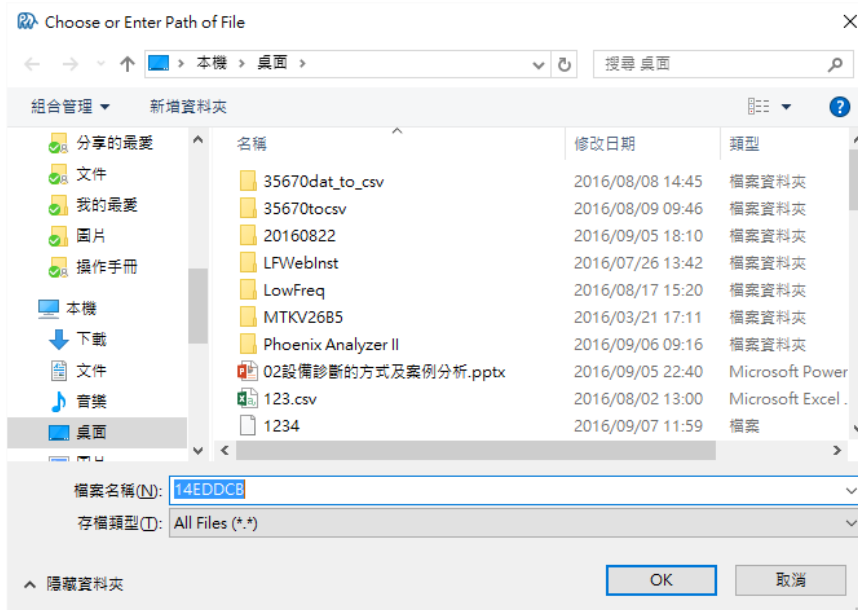 Choose or Enter Path of File
本機 › 桌面 ›
搜尋 桌面
組合管理 新增資料夾
名稱 修改日期 類型
分享的最愛
文件
我的最愛
圖片
操作手冊
本機
下載
文件
音樂
桌面
35670dat_to_csv 2016/08/08 14:45 檔案資料夾
35670tocsv 2016/08/09 09:46 檔案資料夾
20160822 2016/09/05 18:10 檔案資料夾
LFWebInst 2016/07/26 13:42 檔案資料夾
LowFreq 2016/08/17 15:20 檔案資料夾
MTKV26B5 2016/03/21 17:11 檔案資料夾
Phoenix Analyzer II 2016/09/06 09:16 檔案資料夾
02設備診斷的方式及案例分析.pptx 2016/09/05 22:40 Microsoft Power
123.csv 2016/08/02 13:00 Microsoft Excel .
1234 2016/09/07 11:59 檔案
檔案名稱(N): 14EDDCB
存檔類型(T): All Files (*.*)
隱藏資料夾
OK 取消